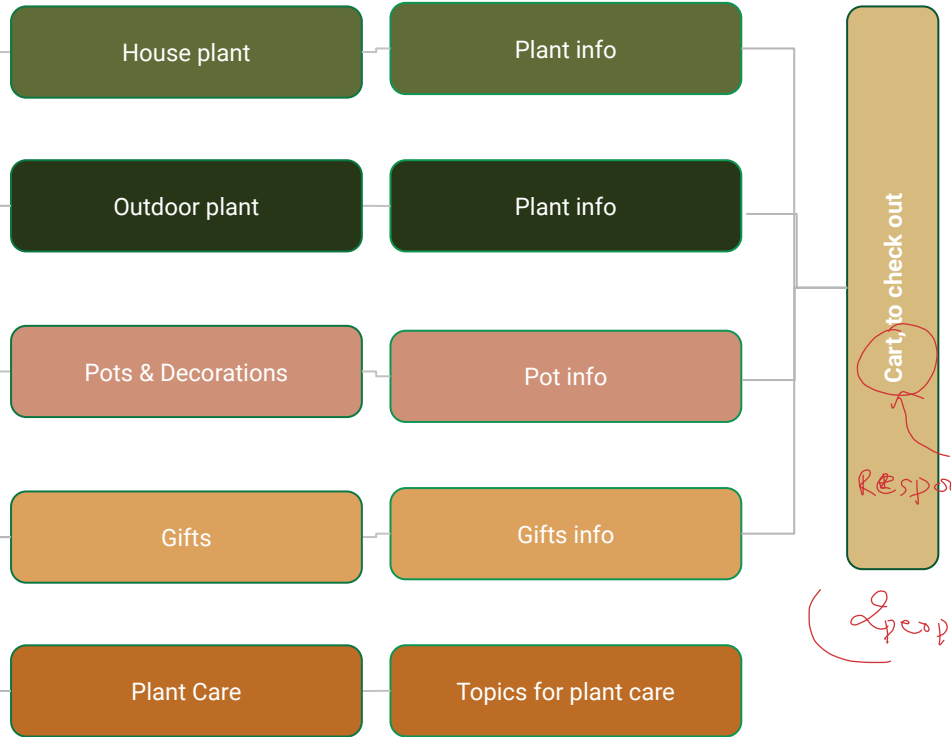 House plant
Plant info
Outdoor plant
Plant info
Pots & Decorations
Pot info
Gifts
Gifts info
Plant Care
Topics for plant care
Cart, to check out